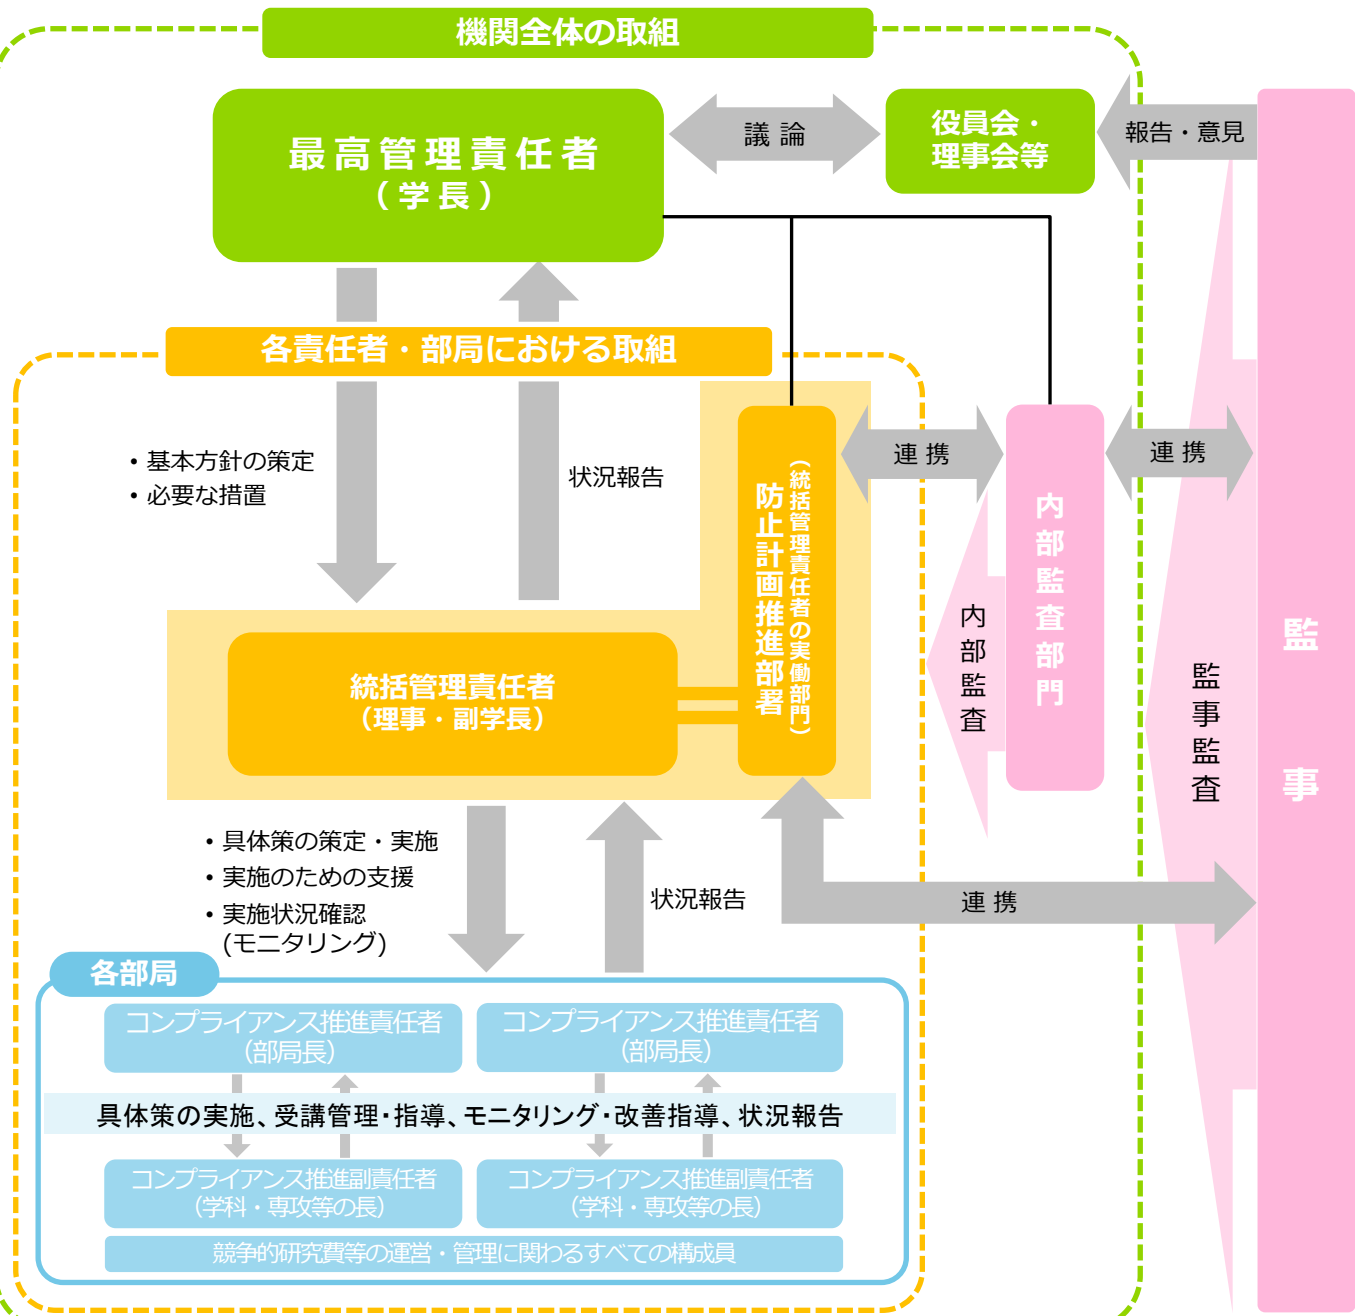 機関全体の取組
最高管理責任者
（学長）
議 論
役員会・
理事会等
報告・意見
各責任者・部局における取組
・基本方針の策定
・必要な措置
状況報告
防止計画推進部署
（統括管理責任者の実働部門）
連 携
内部監査部門
連 携
内部監査
監事監査
監事
統括管理責任者
（理事・副学長）
・具体策の策定・実施
・実施のための支援
・実施状況確認
(モニタリング)
状況報告
連 携
各部局
コンプライアンス推進責任者
（部局長）
コンプライアンス推進責任者
（部局長）
具体策の実施、受講管理・指導、モニタリング・改善指導、状況報告
コンプライアンス推進副責任者
（学科・専攻等の長）
コンプライアンス推進副責任者
（学科・専攻等の長）
競争的研究費等の運営・管理に関わるすべての構成員